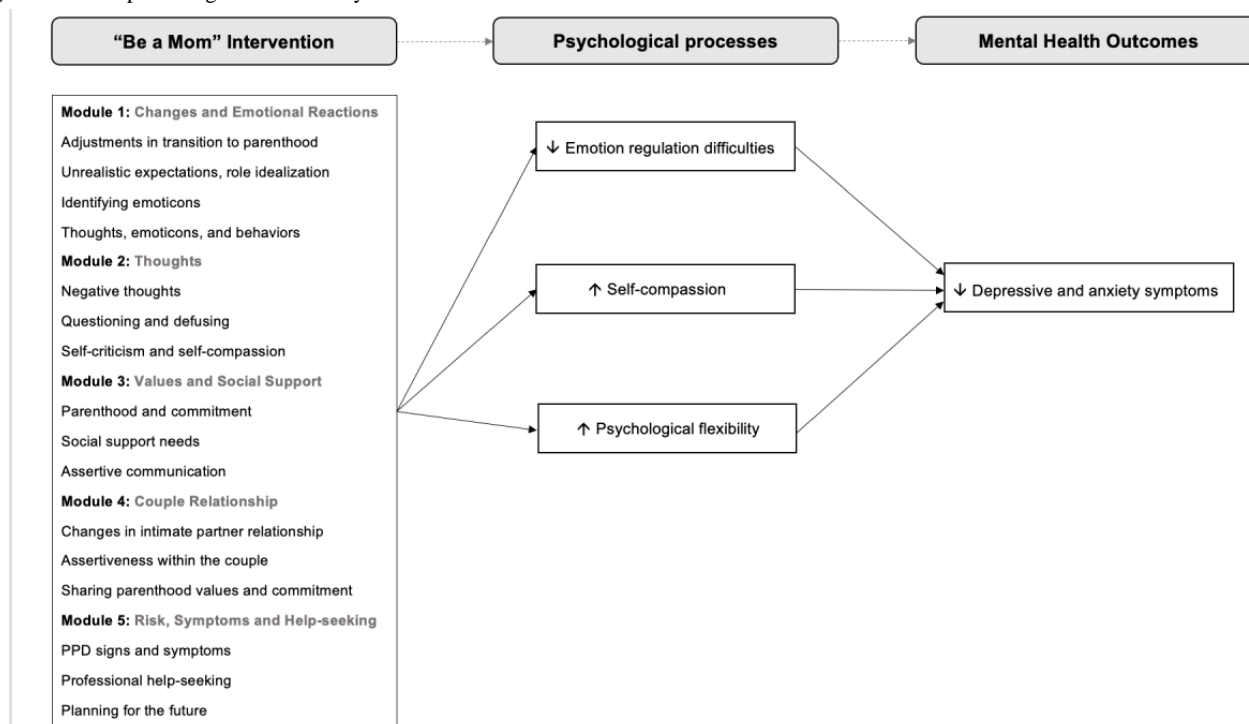 “Be a Mom” Intervention
Psychological processes
Mental Health Outcomes
Module 1: Changes and Emotional Reactions
Adjustments in transition to parenthood
Unrealistic expectations, role idealization
Identifying emoticons
Thoughts, emoticons, and behaviors
Module 2: Thoughts
Negative thoughts
Questioning and defusing
Self-criticism and self-compassion
Module 3: Values and Social Support
Parenthood and commitment
Social support needs
Assertive communication
Module 4: Couple Relationship
Changes in intimate partner relationship
Assertiveness within the couple
Sharing parenthood values and commitment
Module 5: Risk, Symptoms and Help-seeking
PPD signs and symptoms
Professional help-seeking
Planning for the future
↓ Emotion regulation difficulties
↑ Self-compassion
↑ Psychological flexibility
↓ Depressive and anxiety symptoms